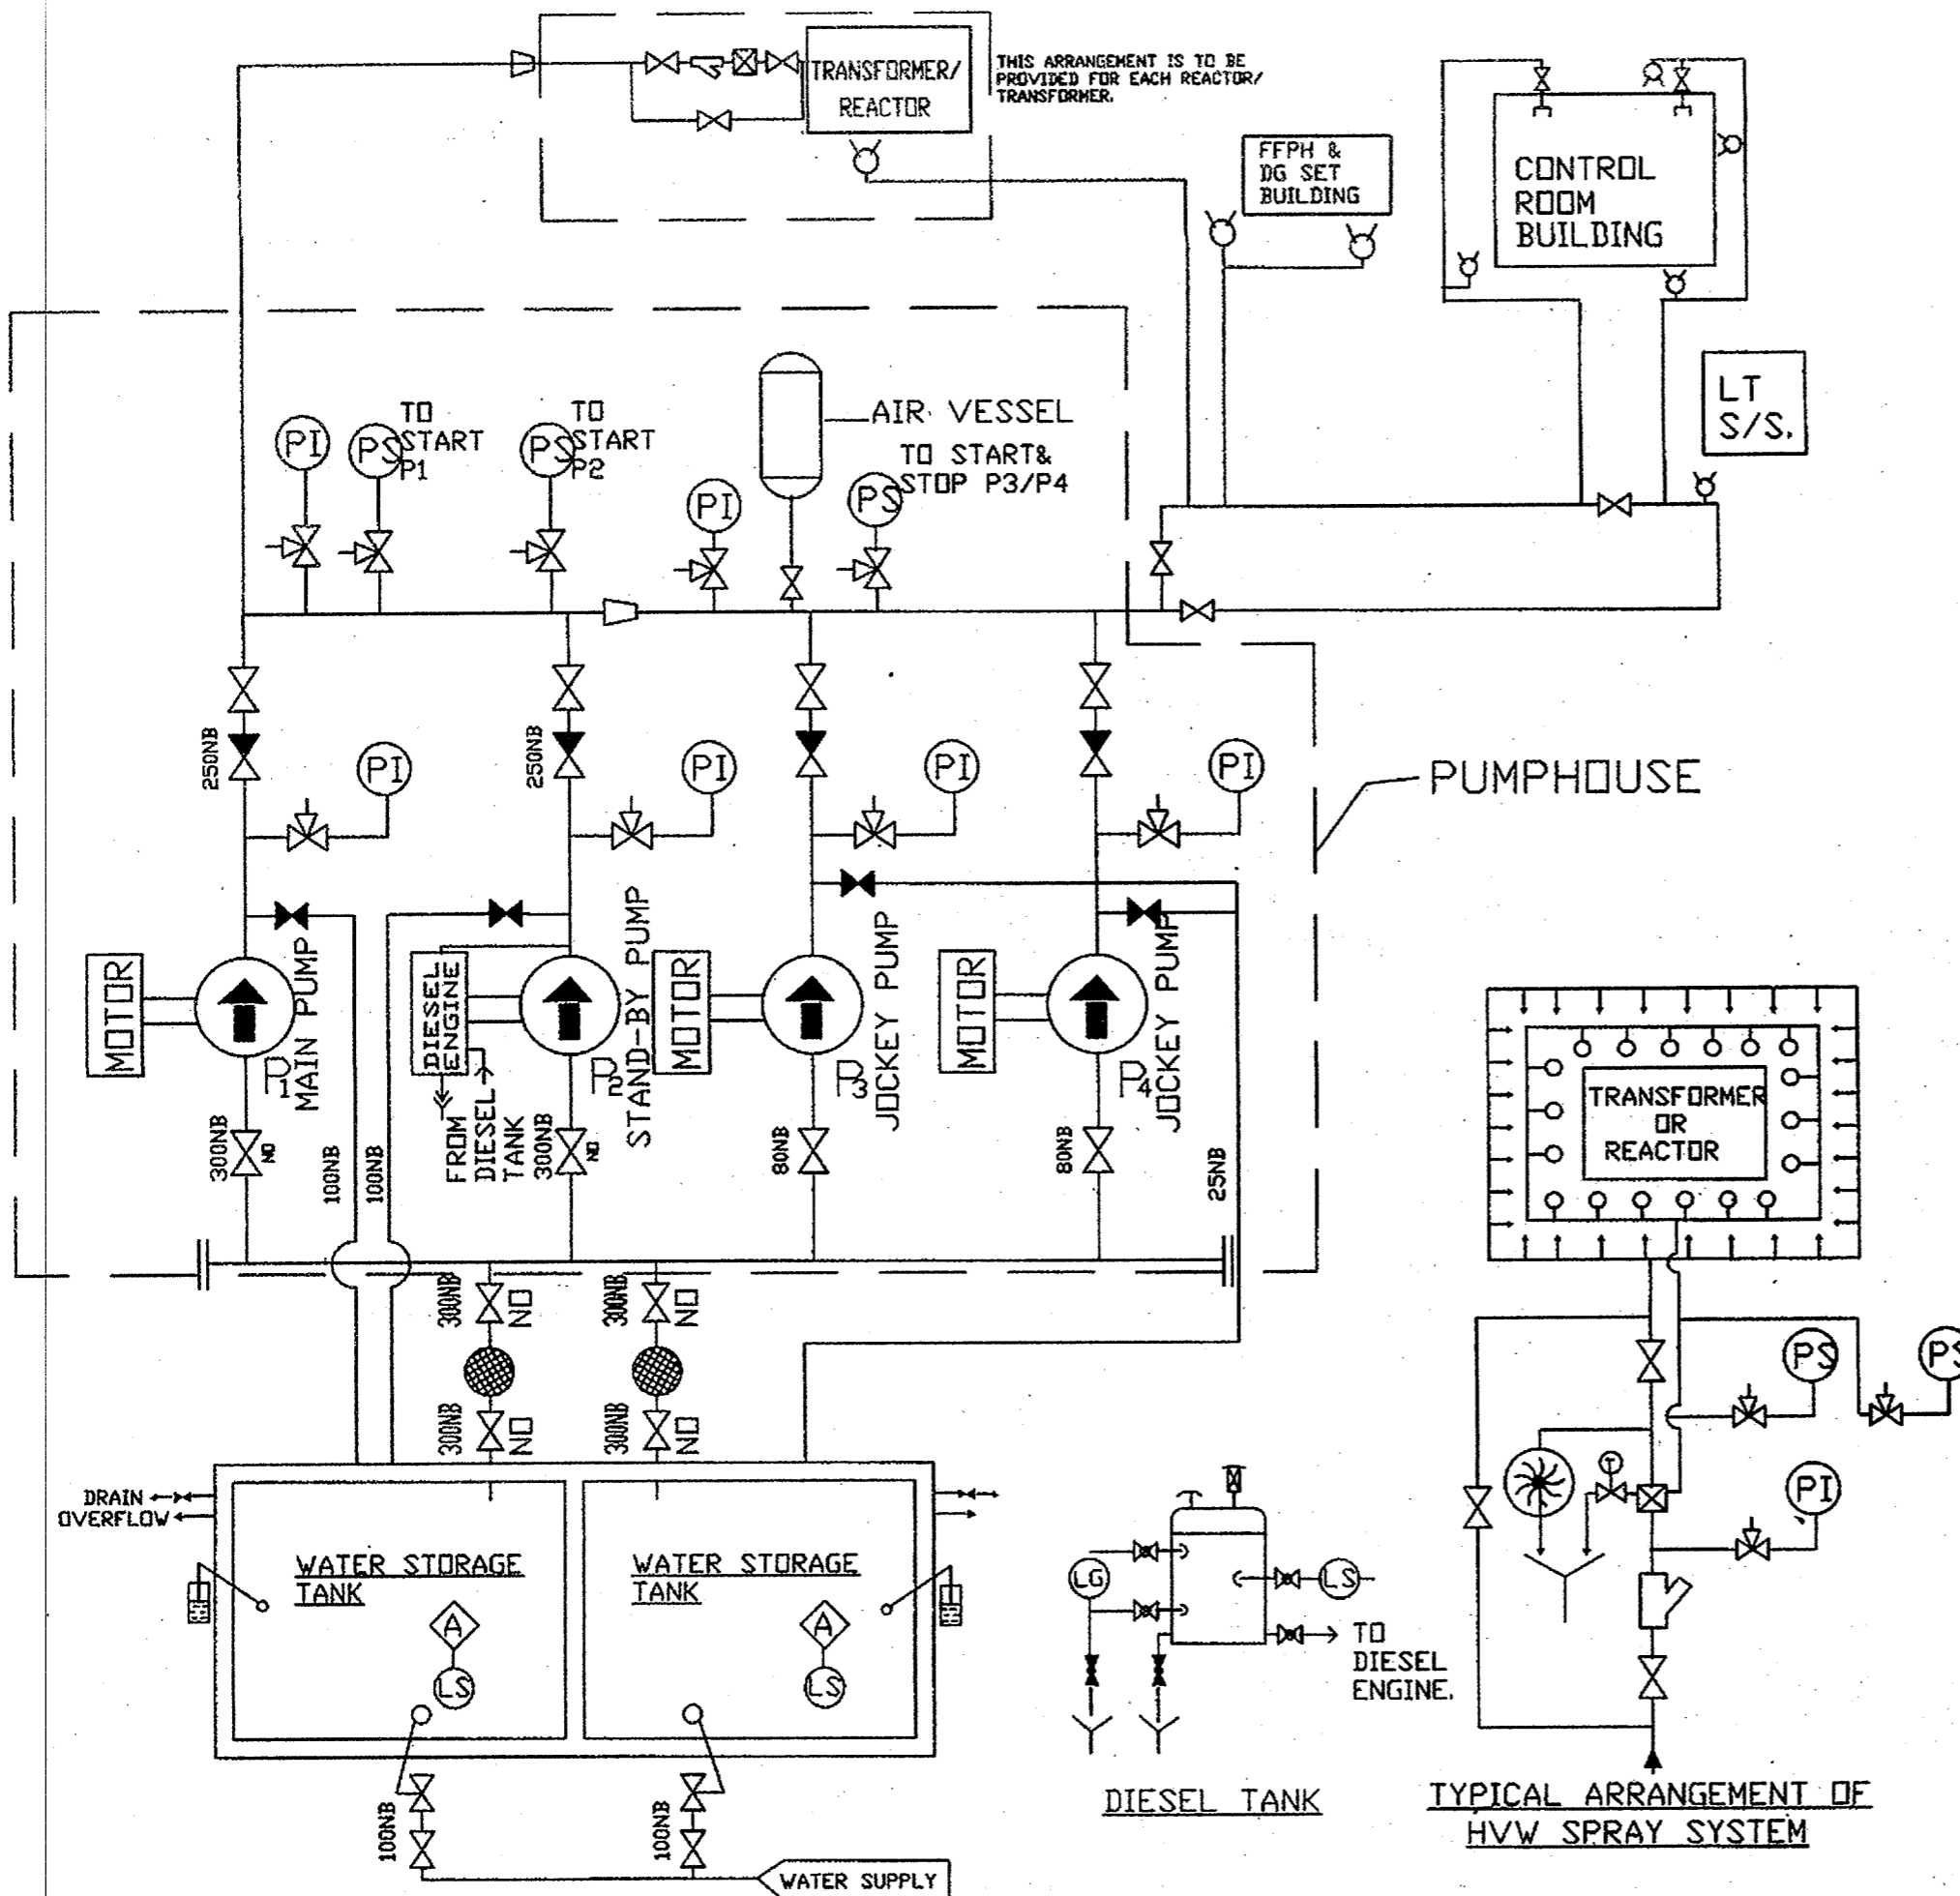 TRANSFORMER/
REACTOR
THIS ARRANGEMENT IS TO BE
PROVIDED FOR EACH REACTOR/
TRANSFORMER.
FFPH &
DG SET
BUILDING
CONTROL
ROOM
BUILDING
LT
S/S.
PI
PS
TO
START
P1
PS
TO
START
P2
PI
AIR VESSEL
TO START&
STOP P3/P4
PS
250NB
PI
250NB
PI
PI
PI
PUMPHOUSE
MOTOR
P1
MAIN PUMP
DIESEL
ENGINE
P2
STAND-BY PUMP
MOTOR
P3
JOCKEY PUMP
MOTOR
P4
JOCKEY PUMP
300NB
NO
100NB
100NB
FROM
DIESEL
TANK
300NB
NO
80NB
80NB
25NB
300NB
NO
300NB
NO
300NB
NO
300NB
NO
DRAIN
OVERFLOW
WATER STORAGE
TANK
A
LS
WATER STORAGE
TANK
A
LS
100NB
100NB
WATER SUPPLY
LG
LS
TO
DIESEL
ENGINE.
DIESEL TANK
TRANSFORMER
OR
REACTOR
PS
PS
PI
T
TYPICAL ARRANGEMENT OF
HVW SPRAY SYSTEM